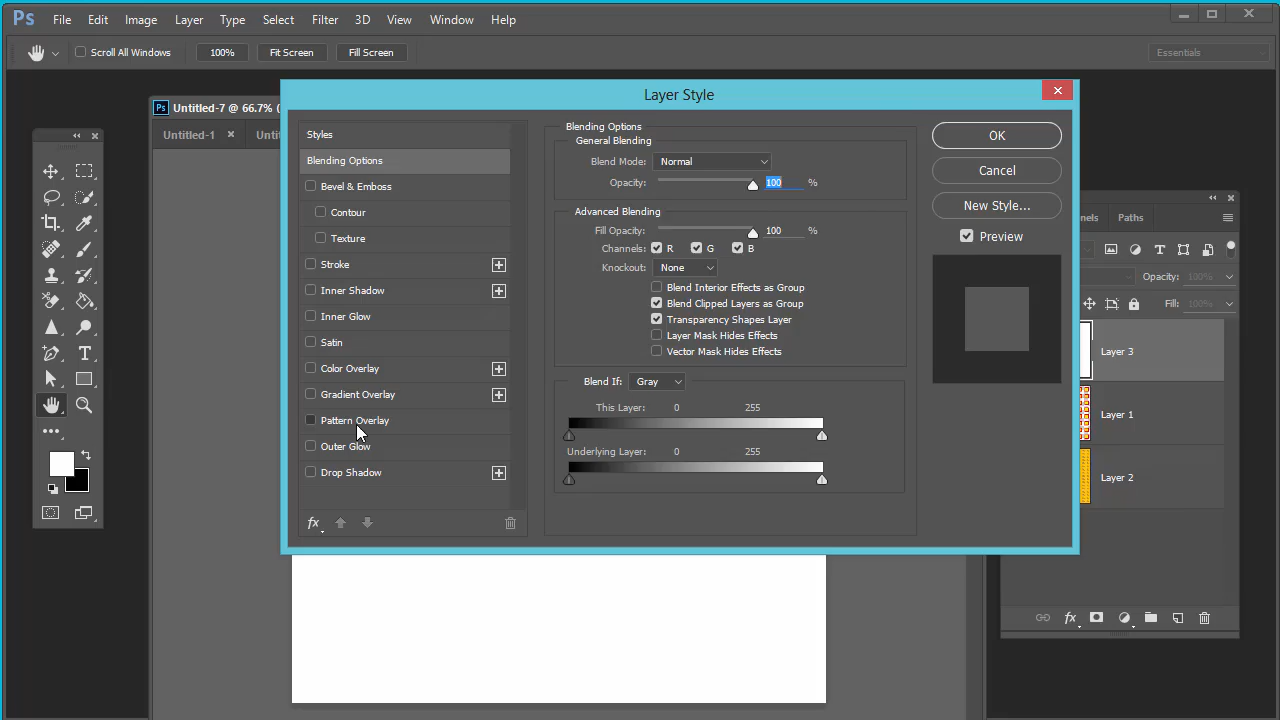 Ps File Edit Image Layer Type Select Filter 3D View Window Help
Scroll All Windows 100% Fit Screen Fill Screen Essentials
Layer Style
Ps Untitled-7 @ 66.7% (
Untitled-1
Styles
Blending Options
Bevel & Emboss
Contour
Texture
Stroke
Inner Shadow
Inner Glow
Satin
Color Overlay
Gradient Overlay
Pattern Overlay
Outer Glow
Drop Shadow
fx
Blending Options
General Blending
Blend Mode: Normal
Opacity: 100 %
Advanced Blending
Fill Opacity: 100 %
Channels: R G B
Knockout: None
Blend Interior Effects as Group
Blend Clipped Layers as Group
Transparency Shapes Layer
Layer Mask Hides Effects
Vector Mask Hides Effects
Blend If: Gray
This Layer: 0 255
Underlying Layer: 0 255
OK
Cancel
New Style...
Preview
Paths
Opacity: 100%
Fill: 100%
Layer 3
Layer 1
Layer 2
fx